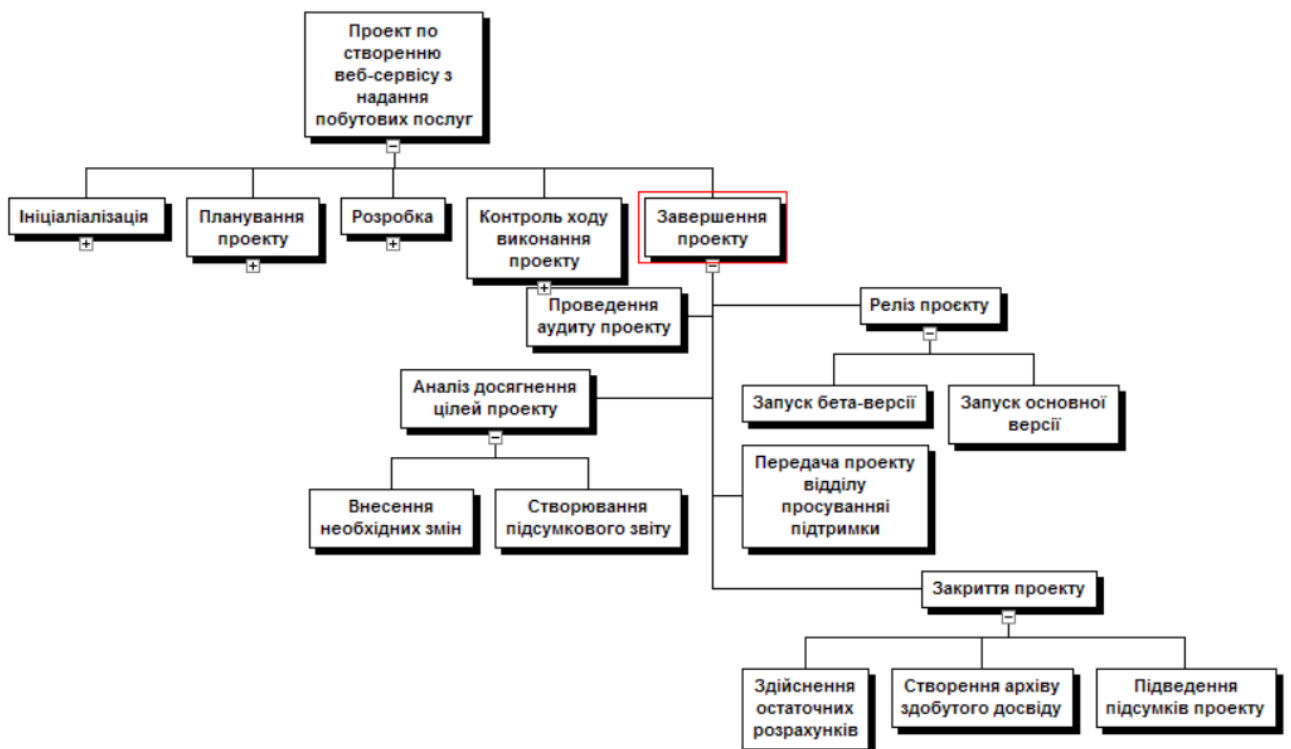 Проект по
створенню
веб-сервісу з
надання
побутових послуг
Ініціаліалізація
Планування
проекту
Розробка
Контроль ходу
виконання
проекту
Завершення
проекту
Проведення
аудиту проекту
Реліз проєкту
Аналіз досягнення
цілей проекту
Запуск бета-версії
Запуск основної
версії
Внесення
необхідних змін
Створювання
підсумкового звіту
Передача проекту
відділу
просуванняі
підтримки
Закриття проекту
Здійснення
остаточних
розрахунків
Створення архіву
здобутого досвіду
Підведення
підсумків проекту